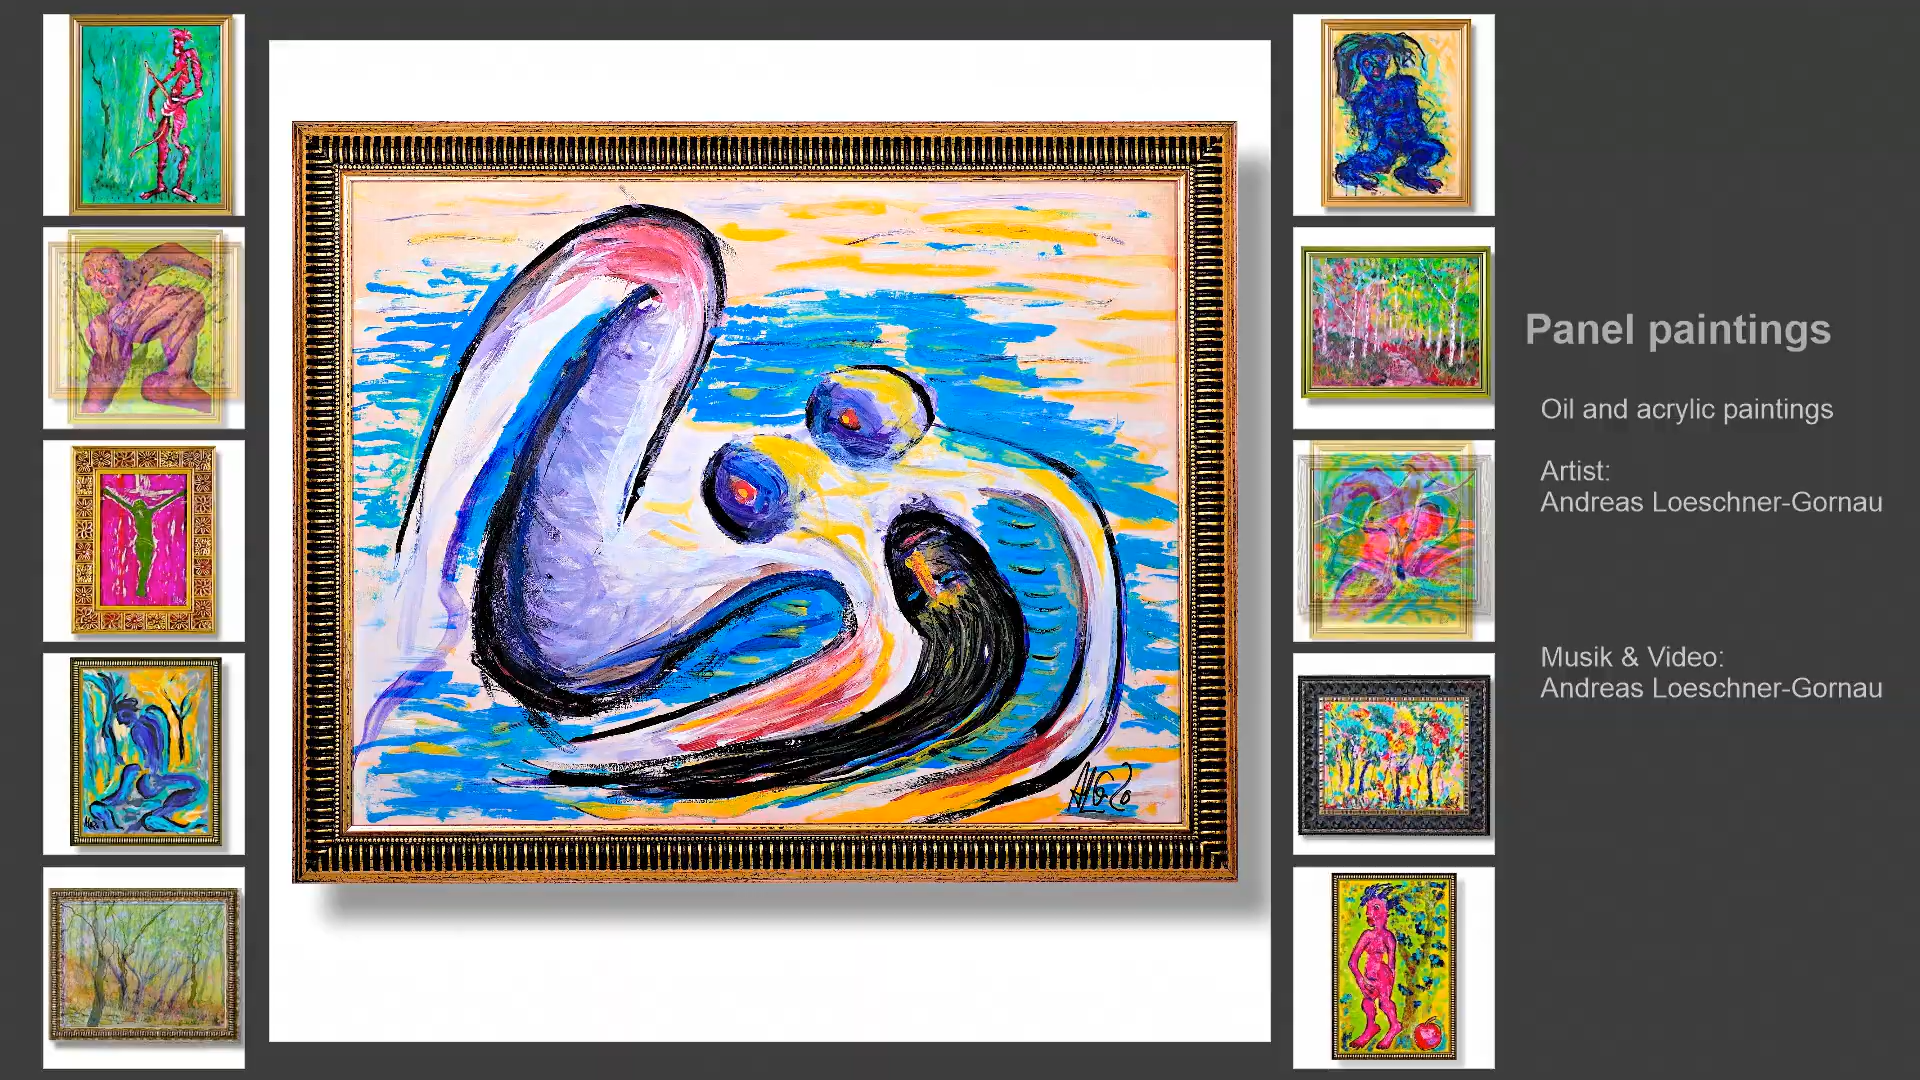 Panel paintings
Oil and acrylic paintings
Artist:
Andreas Loeschner-Gornau
Musik & Video:
Andreas Loeschner-Gornau